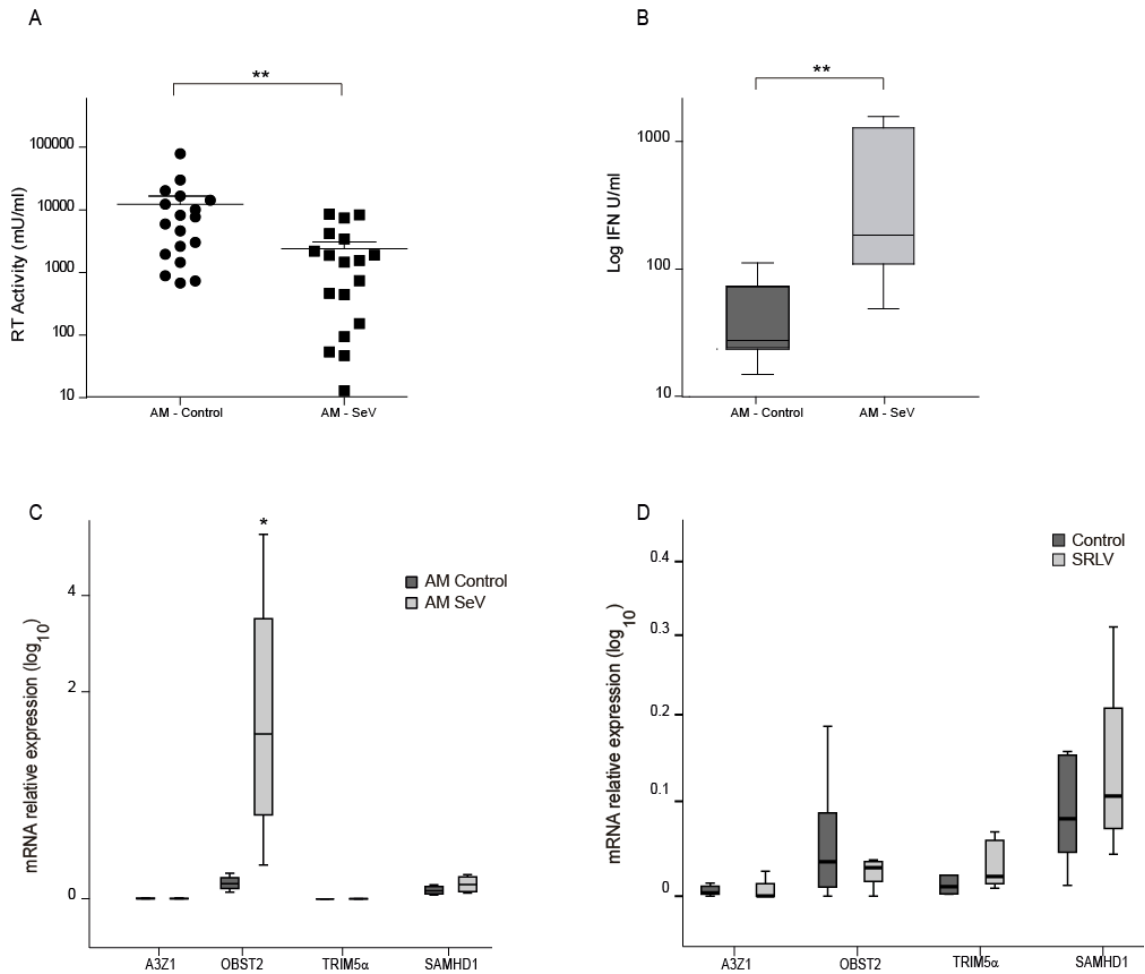 A
**
RT Activity (mU/ml)
100000
10000
1000
100
10
AM - Control
AM - SeV
B
**
Log IFN U/ml
1000
100
10
AM - Control
AM - SeV
C
*
mRNA relative expression (log10)
4
2
0
AM Control
AM SeV
A3Z1
OBST2
TRIM5α
SAMHD1
D
mRNA relative expression (log10)
0.4
0.3
0.2
0.1
0
Control
SRLV
A3Z1
OBST2
TRIM5α
SAMHD1